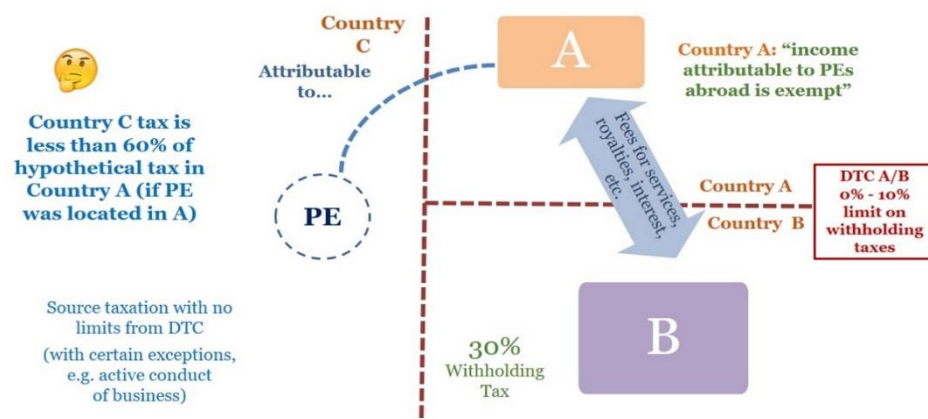 Country
C
Attributable
to...
A
Country A: “income
attributable to PEs
abroad is exempt”
Country C tax is
less than 60% of
hypothetical tax in
Country A (if PE
was located in A)
PE
Fees for services,
royalties, interest,
etc.
Country A
Country B
DTC A/B
0% - 10%
limit on
withholding
taxes
Source taxation with no
limits from DTC
(with certain exceptions,
e.g. active conduct
of business)
30%
Withholding
Tax
B